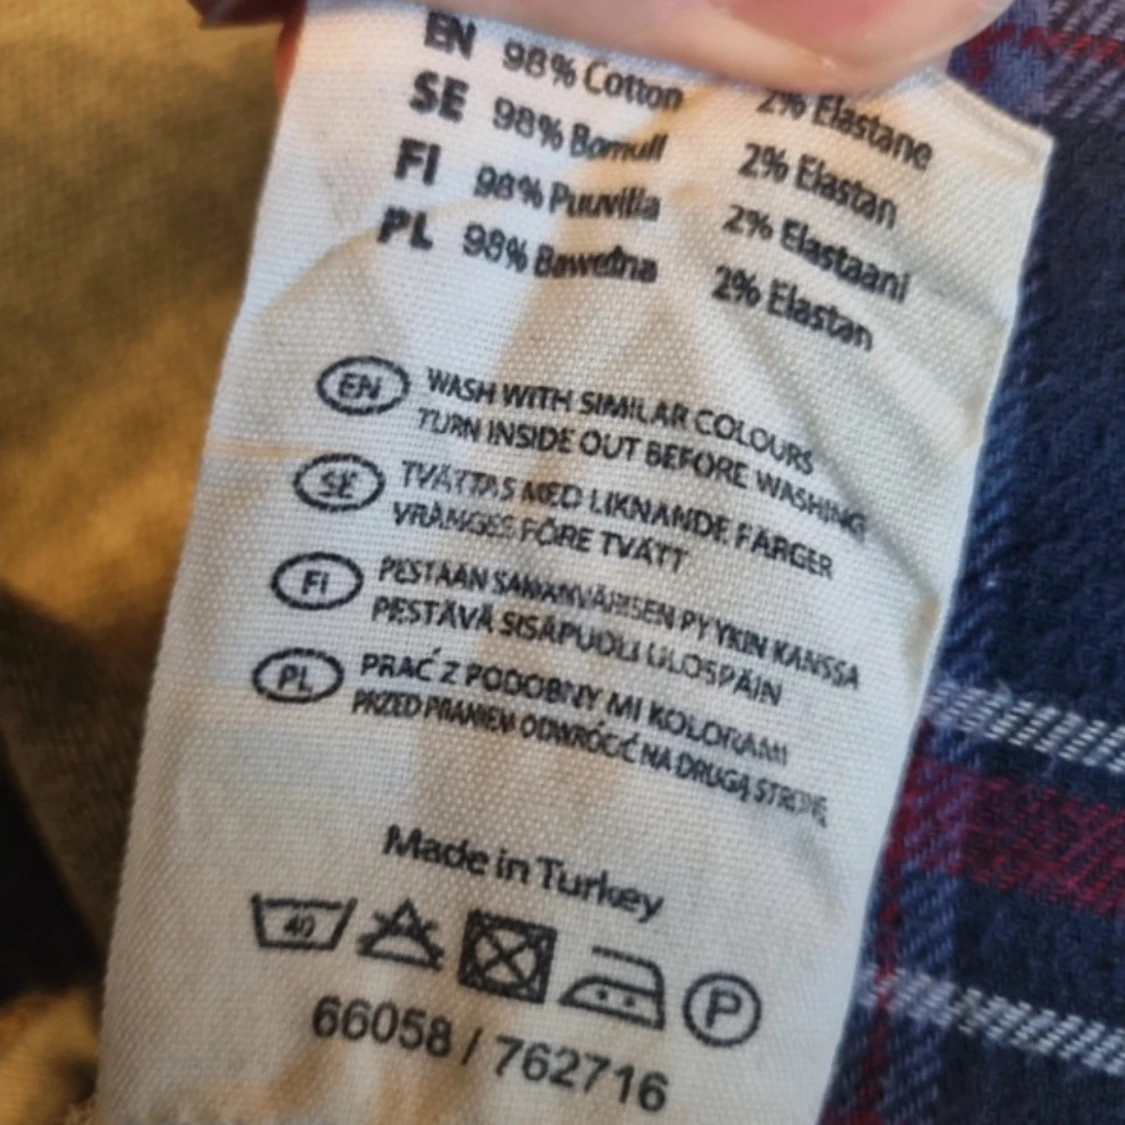 EN 98% Cotton 2% Elastane
SE 98% Bomull 2% Elastan
FI 98% Puuvilla 2% Elastaani
PL 98% Bawełna 2% Elastan
EN WASH WITH SIMILAR COLOURS
TURN INSIDE OUT BEFORE WASHING
SE TVÄTTAS MED LIKNANDE FÄRGER
VRÄNGES FÖRE TVÄTT
FI PESTÄÄN SAMANVÄRISEN PYYKIN KANSSA
PESTÄVÄ SISÄPUOLI ULOSPÄIN
PL PRAĆ Z PODOBNYMI KOLORAMI
PRZED PRANIEM ODWRÓCIĆ NA DRUGĄ STRONĘ
Made in Turkey
40 P
66058 / 762716